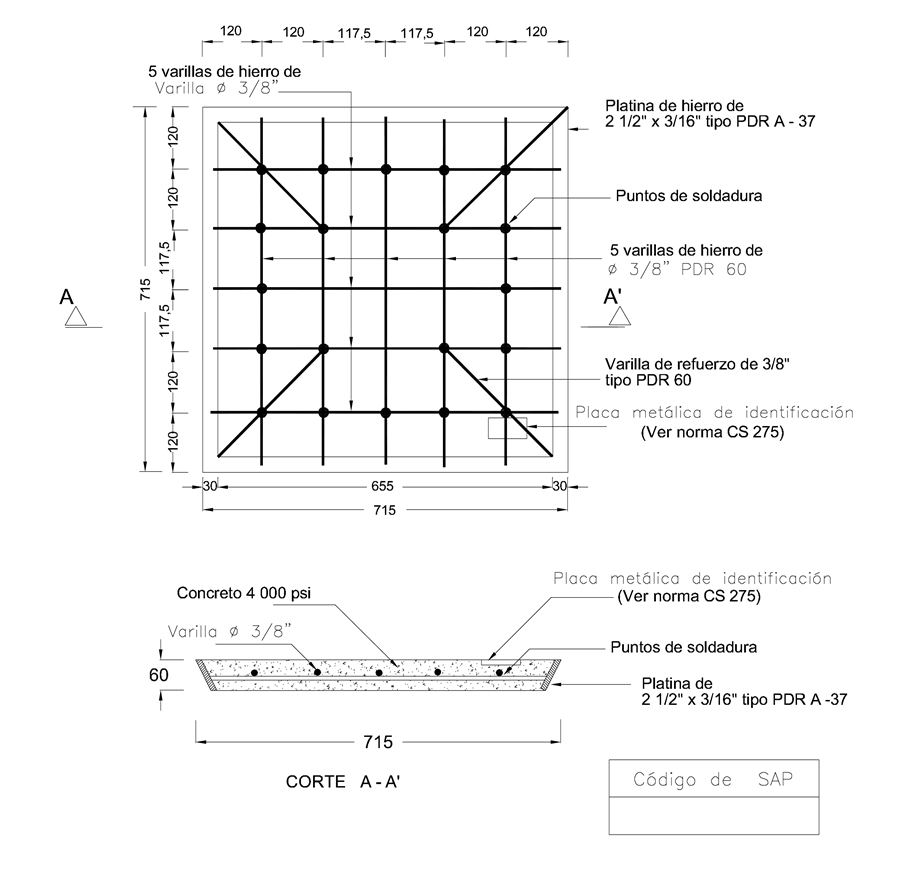 120 120 117,5 117,5 120 120
5 varillas de hierro de
Varilla ø 3/8”
Platina de hierro de
2 1/2" x 3/16" tipo PDR A - 37
120
120
117,5
117,5
120
120
715
Puntos de soldadura
5 varillas de hierro de
ø 3/8” PDR 60
A
A'
Varilla de refuerzo de 3/8"
tipo PDR 60
Placa metálica de identificación
(Ver norma CS 275)
30 655 30
715
Placa metálica de identificación
(Ver norma CS 275)
Concreto 4 000 psi
Varilla ø 3/8”
Puntos de soldadura
60
Platina de
2 1/2" x 3/16" tipo PDR A -37
715
CORTE A - A'
Código de SAP